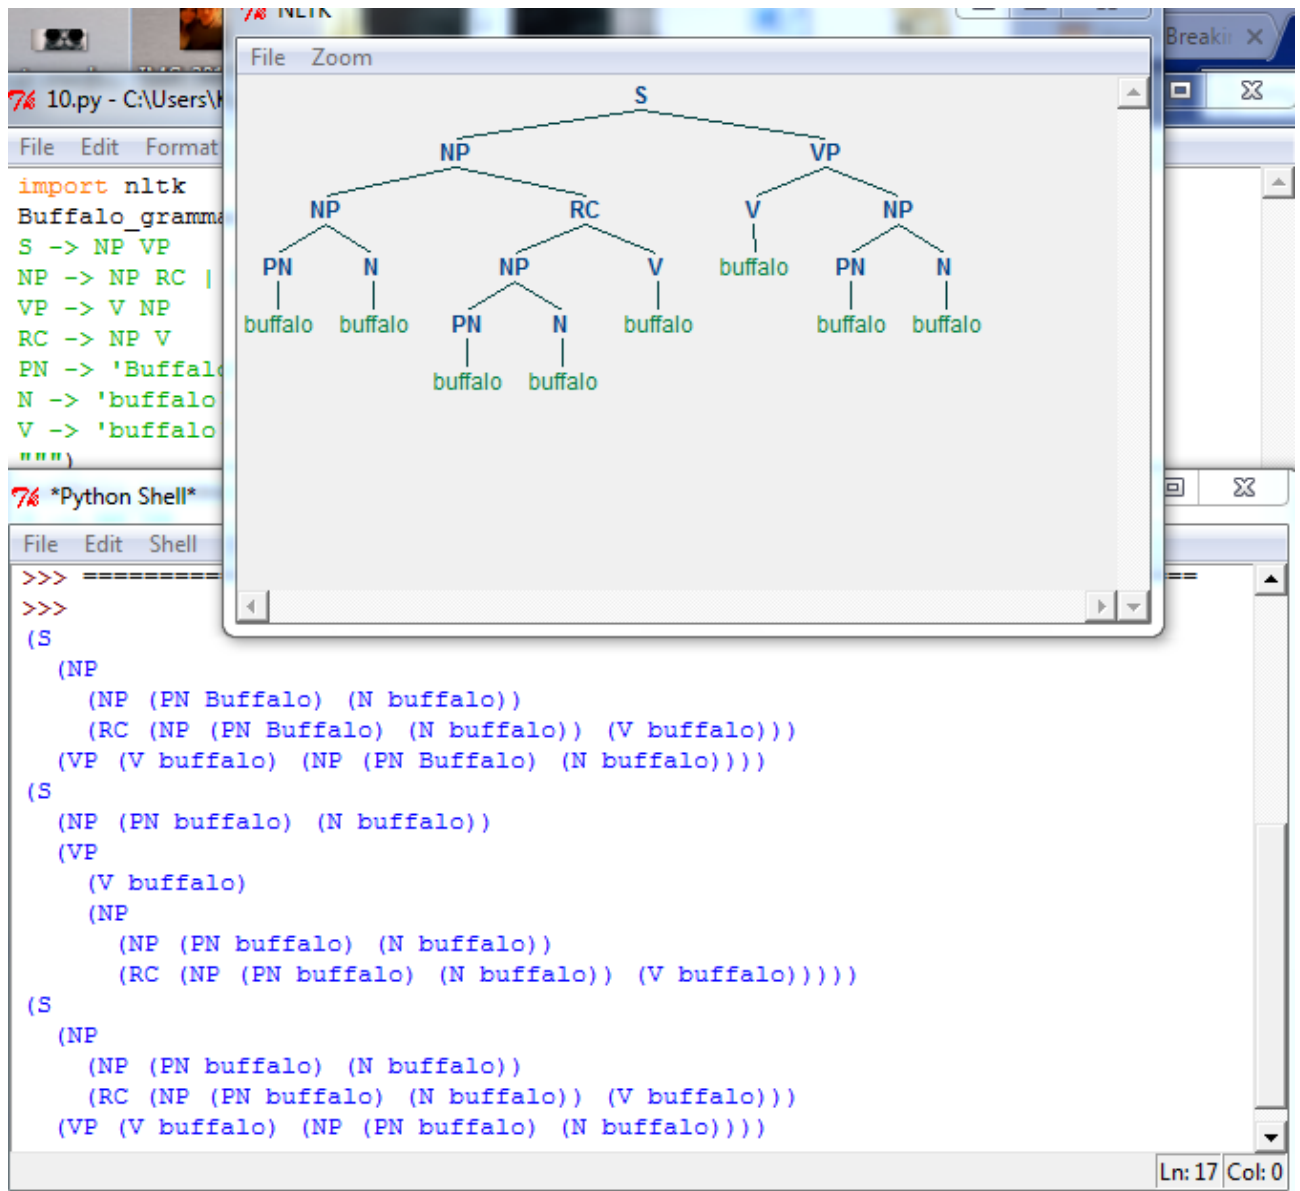 NLTK
Breakin
File Zoom
10.py - C:\Users\
File Edit Format
import nltk
Buffalo_gramma
S -> NP VP
NP -> NP RC |
VP -> V NP
RC -> NP V
PN -> 'Buffalo
N -> 'buffalo
V -> 'buffalo
""")
S
NP VP
NP RC V NP
PN N NP V buffalo PN N
buffalo buffalo PN N buffalo buffalo buffalo
buffalo buffalo
*Python Shell*
File Edit Shell
>>> ========== ==
>>>
(S
(NP
(NP (PN Buffalo) (N buffalo))
(RC (NP (PN Buffalo) (N buffalo)) (V buffalo)))
(VP (V buffalo) (NP (PN Buffalo) (N buffalo))))
(S
(NP (PN buffalo) (N buffalo))
(VP
(V buffalo)
(NP
(NP (PN buffalo) (N buffalo))
(RC (NP (PN buffalo) (N buffalo)) (V buffalo)))))
(S
(NP
(NP (PN buffalo) (N buffalo))
(RC (NP (PN buffalo) (N buffalo)) (V buffalo)))
(VP (V buffalo) (NP (PN buffalo) (N buffalo))))
Ln: 17 Col: 0